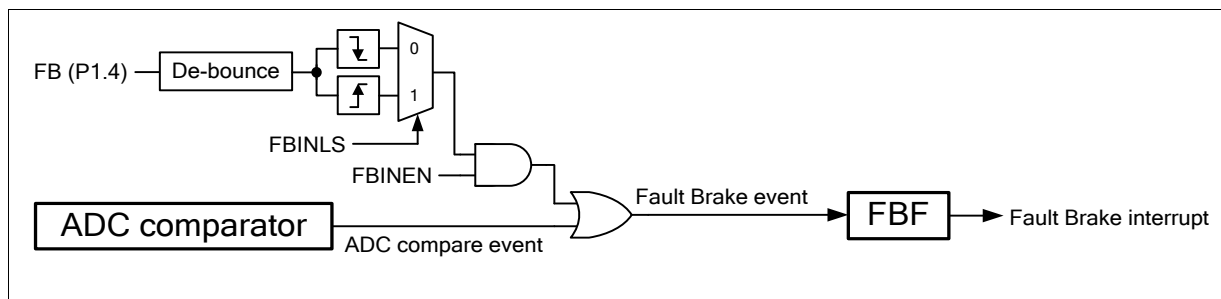 0
FB (P1.4)
De-bounce
1
FBINLS
FBINEN
Fault Brake event
ADC comparator
FBF
Fault Brake interrupt
ADC compare event